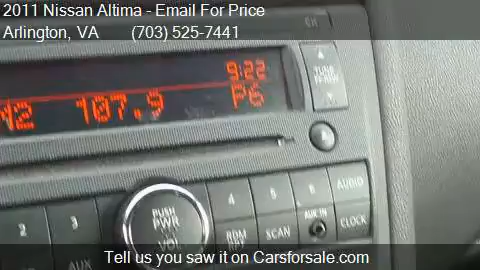 2011 Nissan Altima - Email For Price
Arlington, VA (703) 525-7441
9:22
107.9 P6
TUNE
4 5 6 AUDIO
2 3
PUSH
PWR
VOL
RDM
RPT
SCAN
AUX IN
CLOCK
AUX
Tell us you saw it on Carsforsale.com